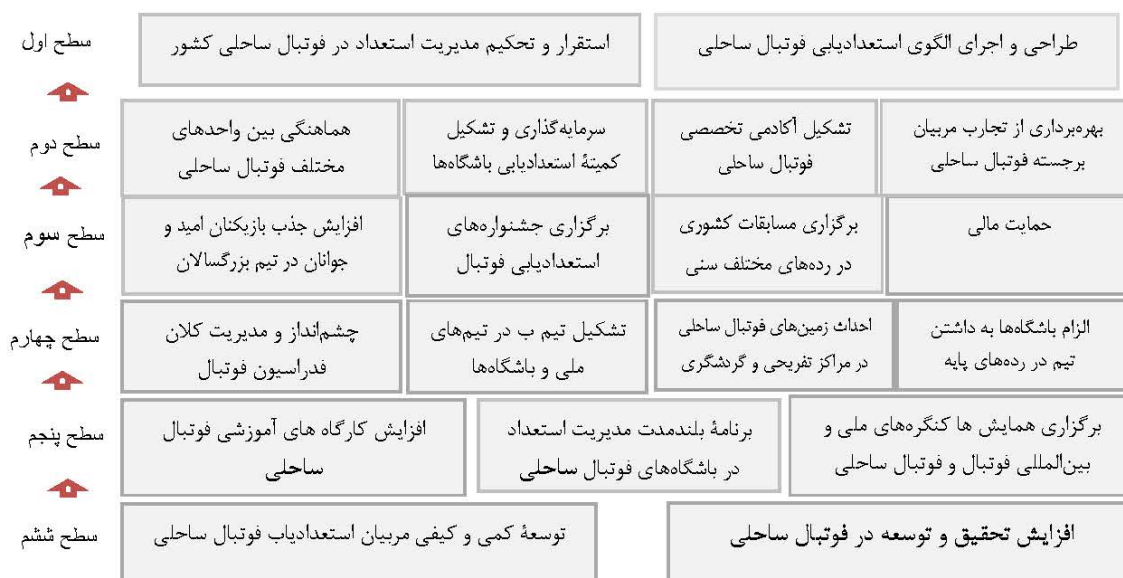 سطح اول
طراحی و اجرای الگوی استعدادیابی فوتبال ساحلی
استقرار و تحکیم مدیریت استعداد در فوتبال ساحلی کشور
سطح دوم
بهره‌برداری از تجارب مربیان
برجسته فوتبال ساحلی
تشکیل آکادمی تخصصی
فوتبال ساحلی
سرمایه‌گذاری و تشکیل
کمیتۀ استعدادیابی باشگاه‌ها
هماهنگی بین واحدهای
مختلف فوتبال ساحلی
سطح سوم
حمایت مالی
برگزاری مسابقات کشوری
در رده‌های مختلف سنی
برگزاری جشنواره‌های
استعدادیابی فوتبال
افزایش جذب بازیکنان امید و
جوانان در تیم بزرگسالان
سطح چهارم
الزام باشگاه‌ها به داشتن
تیم در رده‌های پایه
احداث زمین‌های فوتبال ساحلی
در مراکز تفریحی و گردشگری
تشکیل تیم ب در تیم‌های
ملی و باشگاه‌ها
چشم‌انداز و مدیریت کلان
فدراسیون فوتبال
سطح پنجم
برگزاری همایش ها کنگره‌های ملی و
بین‌المللی فوتبال و فوتبال ساحلی
برنامۀ بلندمدت مدیریت استعداد
در باشگاه‌های فوتبال ساحلی
افزایش کارگاه های آموزشی فوتبال
ساحلی
سطح ششم
افزایش تحقیق و توسعه در فوتبال ساحلی
توسعۀ کمی و کیفی مربیان استعدادیاب فوتبال ساحلی